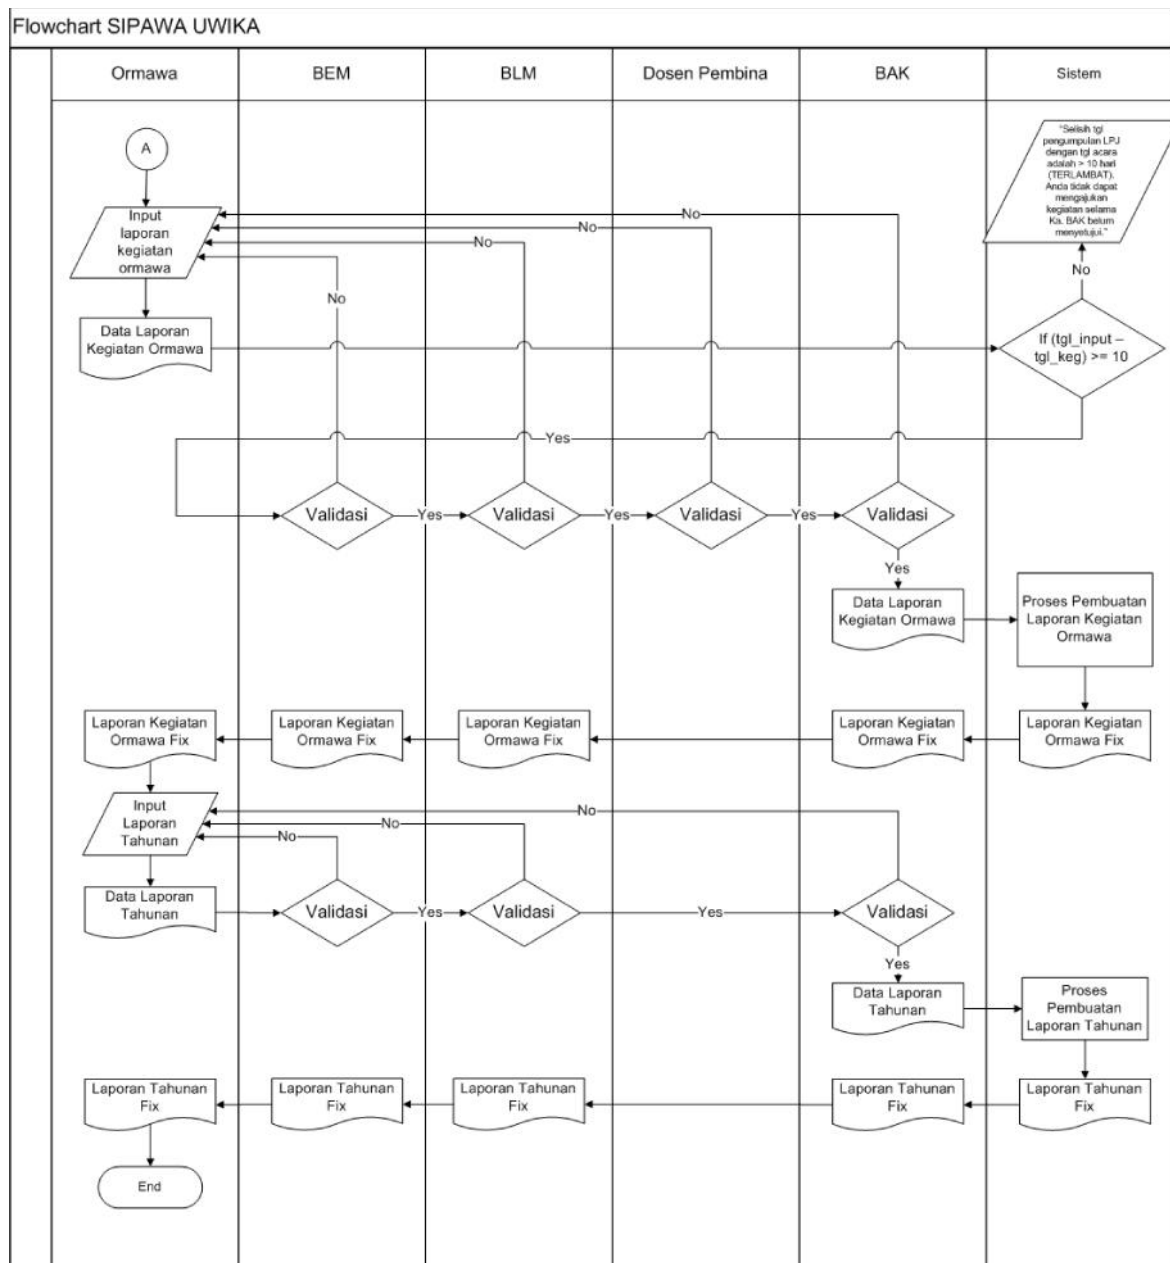 Flowchart SIPAWA UWIKA
Ormawa
BEM
BLM
Dosen Pembina
BAK
Sistem
A
"Selisih tgl
pengumpulan LPJ
dengan tgl acara
adalah > 10 hari
(TERLAMBAT).
Anda tidak dapat
mengajukan
kegiatan selama
Ka. BAK belum
menyetujui."
Input
laporan
kegiatan
ormawa
No
No
No
No
No
Data Laporan
Kegiatan Ormawa
If (tgl_input –
tgl_keg) >= 10
Yes
Validasi
Yes
Validasi
Yes
Validasi
Yes
Validasi
Yes
Data Laporan
Kegiatan Ormawa
Proses Pembuatan
Laporan Kegiatan
Ormawa
Laporan Kegiatan
Ormawa Fix
Laporan Kegiatan
Ormawa Fix
Laporan Kegiatan
Ormawa Fix
Laporan Kegiatan
Ormawa Fix
Laporan Kegiatan
Ormawa Fix
Input
Laporan
Tahunan
No
No
No
Data Laporan
Tahunan
Validasi
Yes
Validasi
Yes
Validasi
Yes
Data Laporan
Tahunan
Proses
Pembuatan
Laporan Tahunan
Laporan Tahunan
Fix
Laporan Tahunan
Fix
Laporan Tahunan
Fix
Laporan Tahunan
Fix
Laporan Tahunan
Fix
End